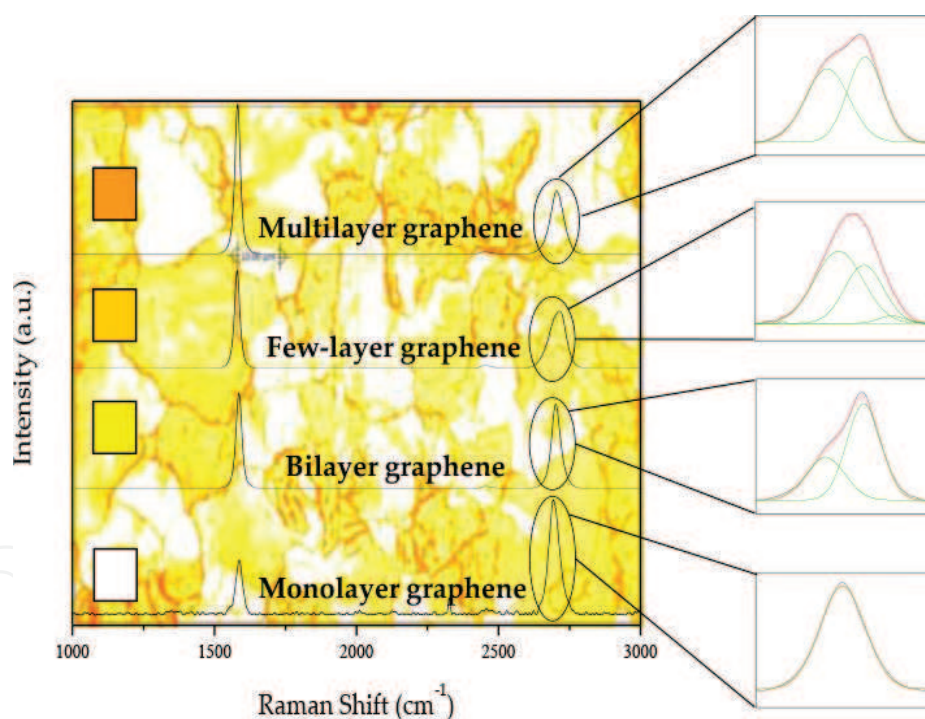 Multilayer graphene
Few-layer graphene
Bilayer graphene
Monolayer graphene
Intensity (a.u.)
1000 1500 2000 2500 3000
Raman Shift (cm⁻¹)